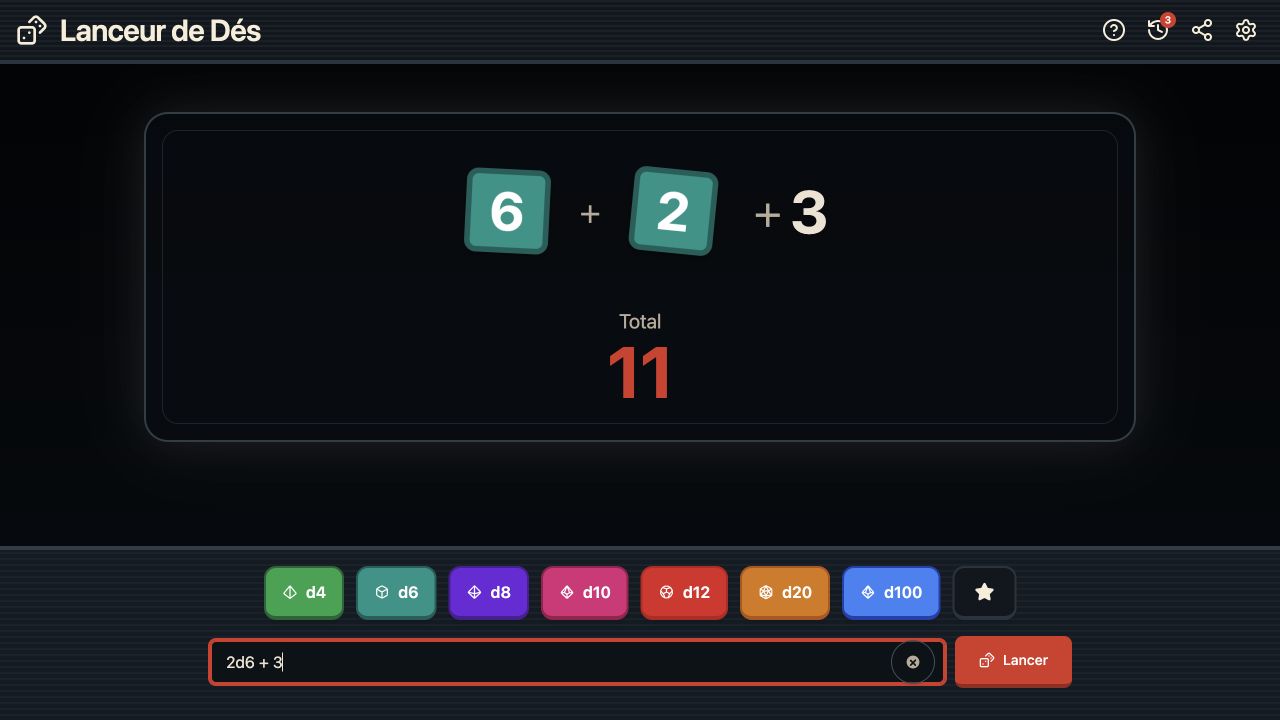 Lanceur de Dés
3
6 + 2 + 3
Total
11
d4 d6 d8 d10 d12 d20 d100
2d6 + 3
Lancer